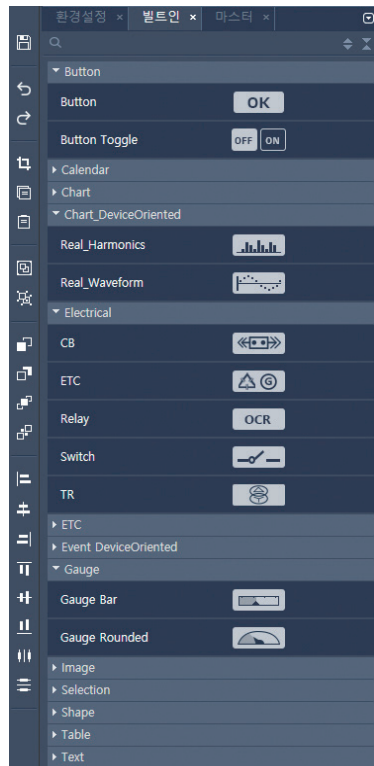 환경설정 × 빌트인 × 마스터 ×
Button
Button OK
Button Toggle OFF ON
Calendar
Chart
Chart_DeviceOriented
Real_Harmonics
Real_Waveform
Electrical
CB
ETC G
Relay OCR
Switch
TR
ETC
Event DeviceOriented
Gauge
Gauge Bar
Gauge Rounded
Image
Selection
Shape
Table
Text